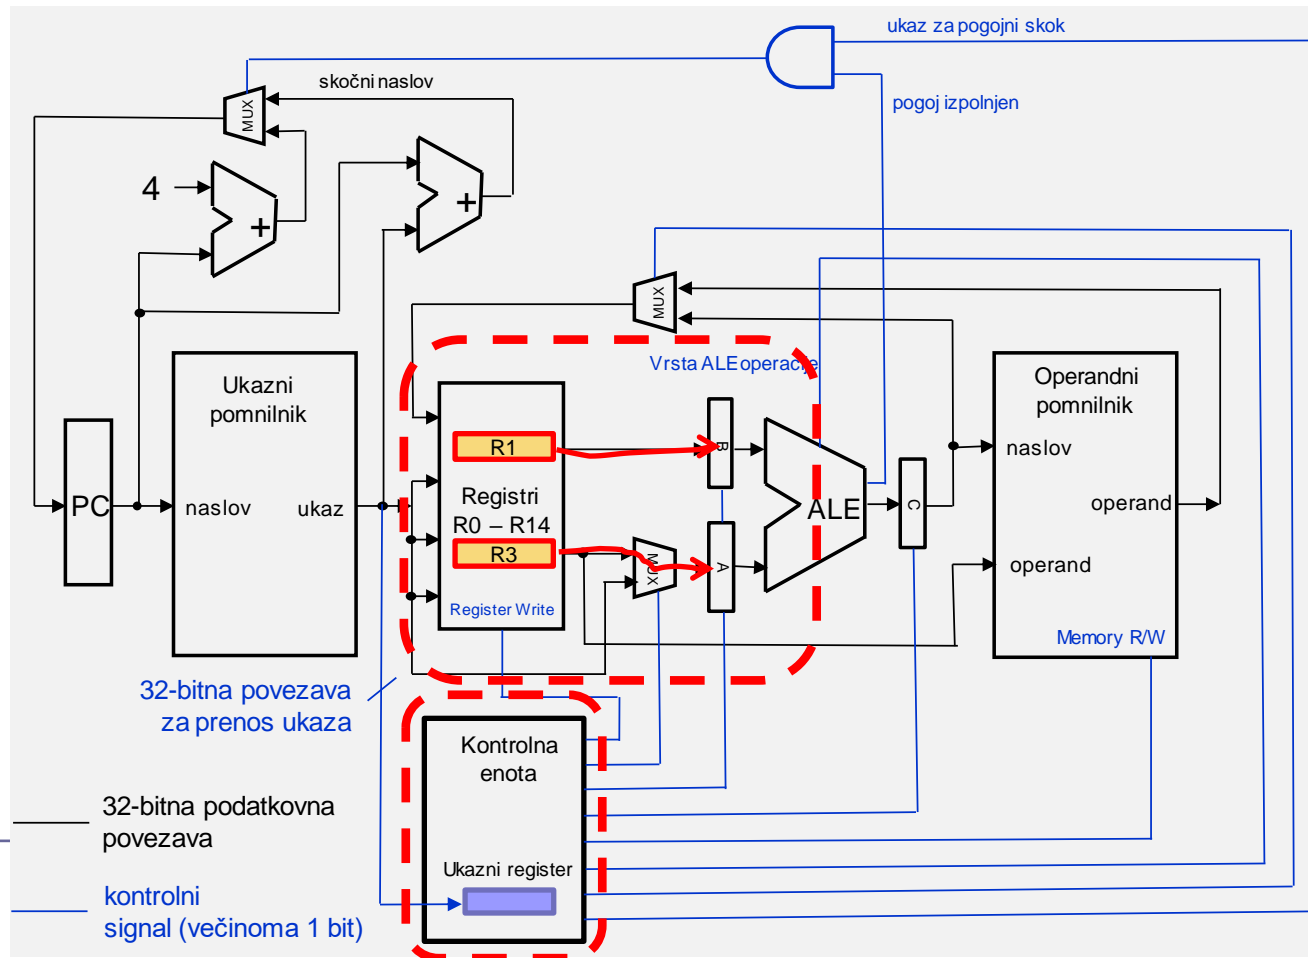 ukaz za pogojni skok
skočni naslov
MUX
pogoj izpolnjen
4
+
+
MUX
Vrsta ALE operacije
Ukazni
pomnilnik
naslov
ukaz
PC
R1
Registri
R0 – R14
R3
Register Write
MUX
B
A
ALE
C
Operandni
pomnilnik
naslov
operand
operand
Memory R/W
32-bitna povezava
za prenos ukaza
Kontrolna
enota
Ukazni register
32-bitna podatkovna
povezava
kontrolni
signal (večinoma 1 bit)